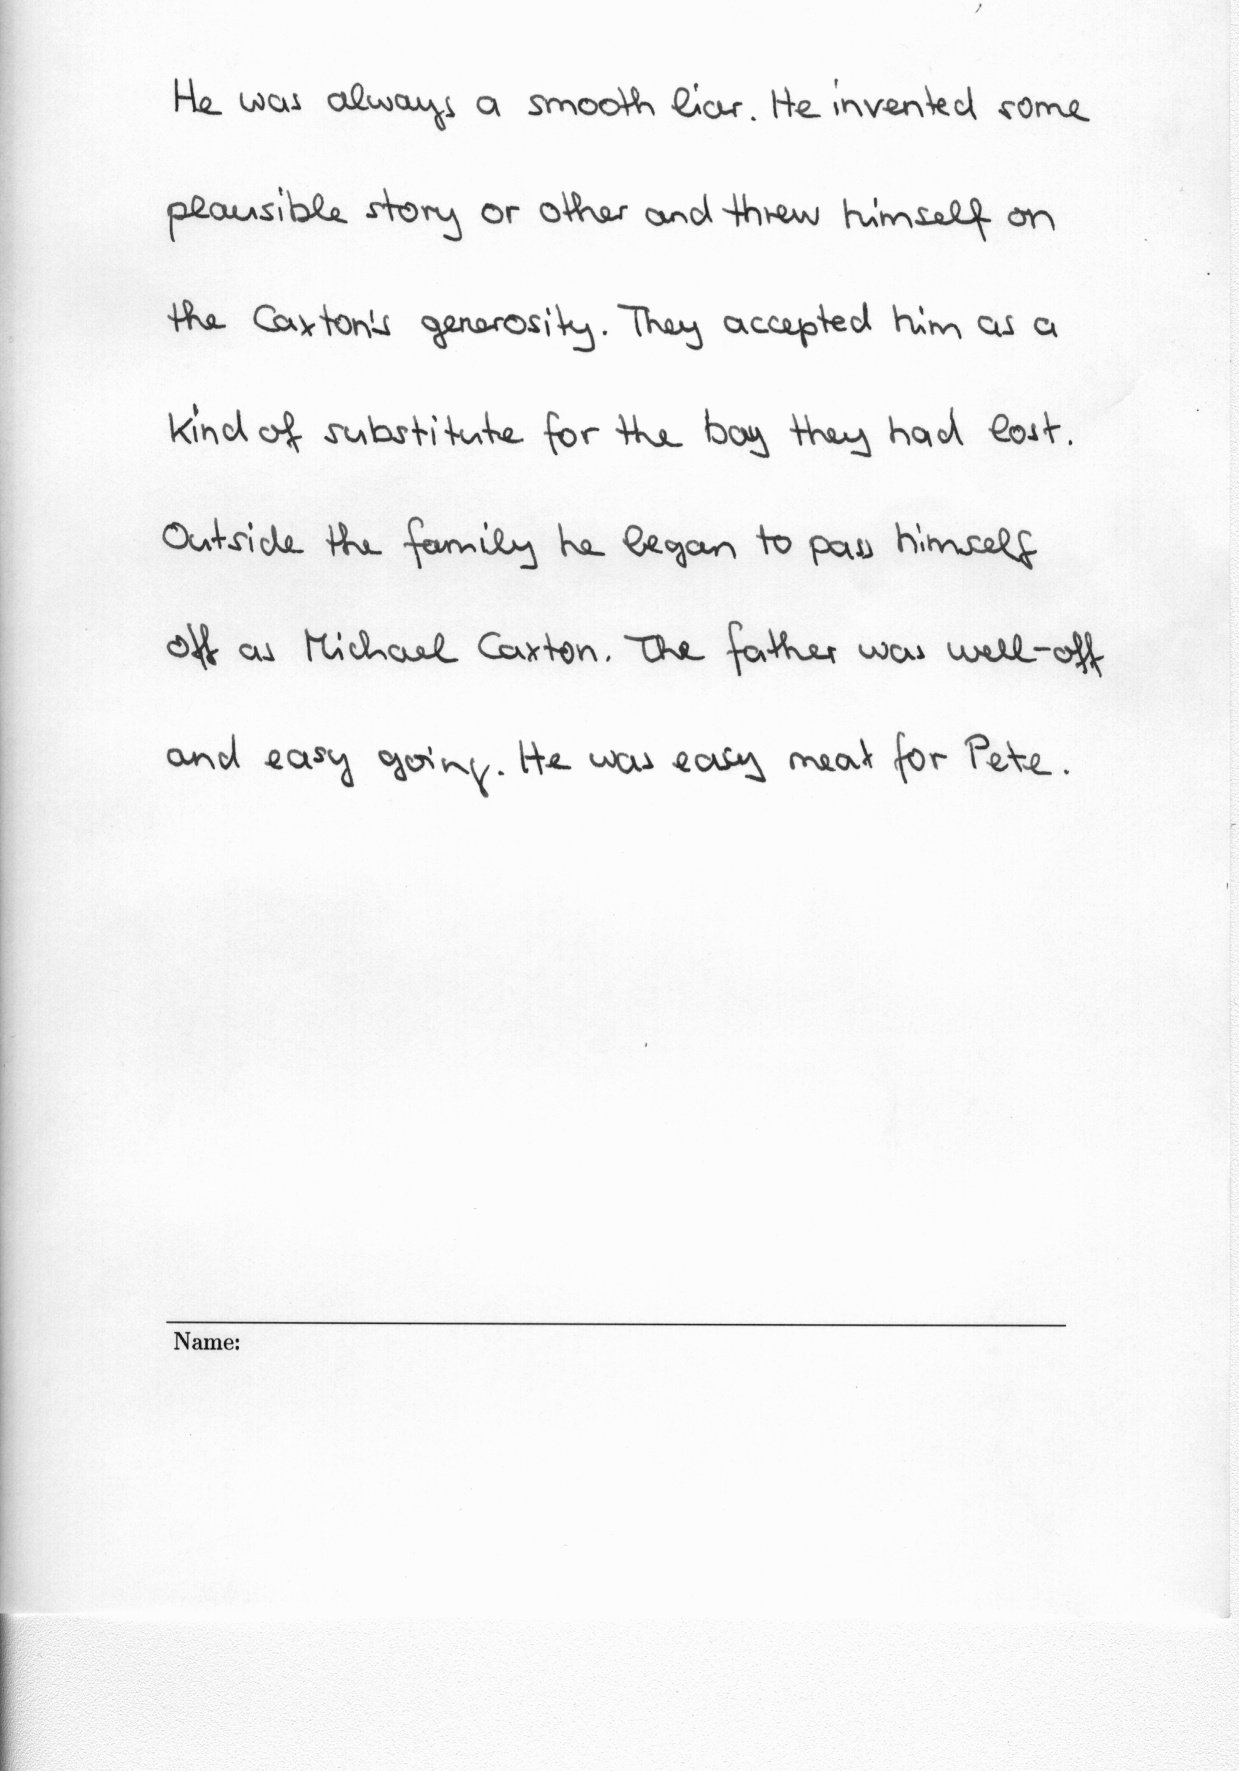 He was always a smooth liar. He invented some
plausible story or other and threw himself on
the Caxton's generosity. They accepted him as a
kind of substitute for the boy they had lost.
Outside the family he began to pass himself
off as Michael Caxton. The father was well-off
and easy going. He was easy meat for Pete.
Name: